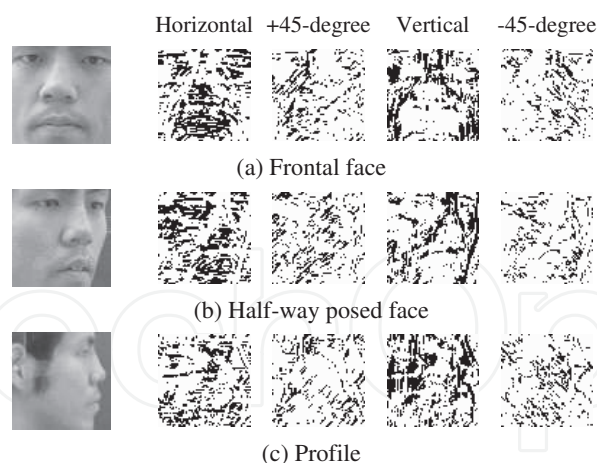 Horizontal +45-degree Vertical -45-degree
(a) Frontal face
(b) Half-way posed face
(c) Profile